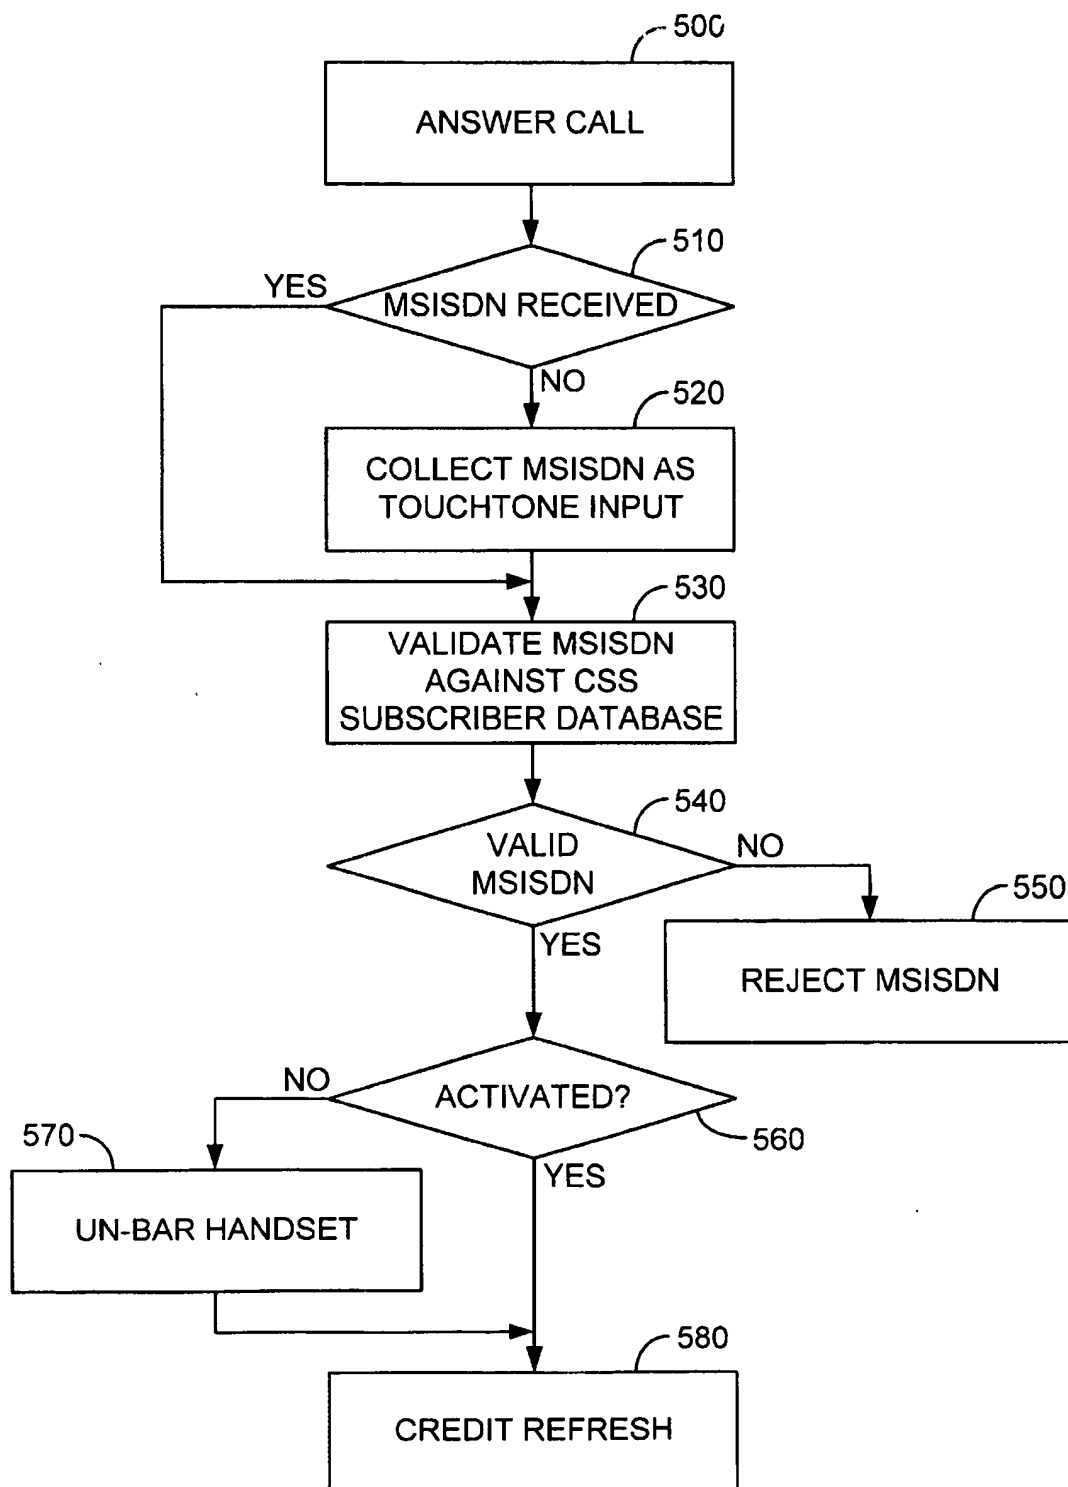 500
ANSWER CALL
510
YES
MSISDN RECEIVED
NO
520
COLLECT MSISDN AS
TOUCHTONE INPUT
530
VALIDATE MSISDN
AGAINST CSS
SUBSCRIBER DATABASE
540
VALID
MSISDN
NO
YES
550
REJECT MSISDN
NO
ACTIVATED?
560
570
YES
UN-BAR HANDSET
580
CREDIT REFRESH